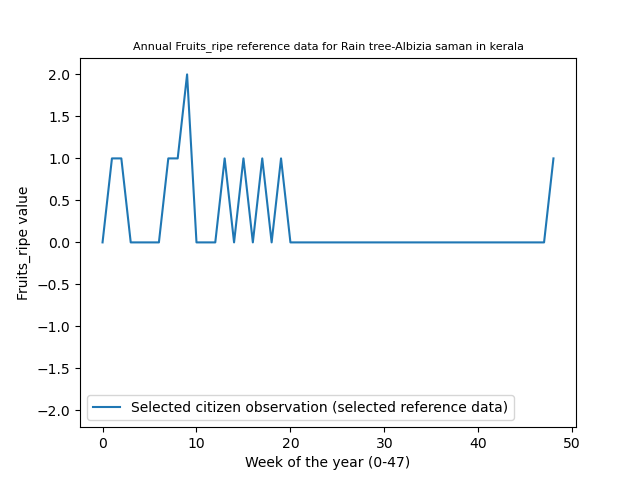 Annual Fruits_ripe reference data for Rain tree-Albizia saman in kerala
2.0
1.5
1.0
0.5
0.0
−0.5
−1.0
−1.5
−2.0
Fruits_ripe value
Selected citizen observation (selected reference data)
0 10 20 30 40 50
Week of the year (0-47)